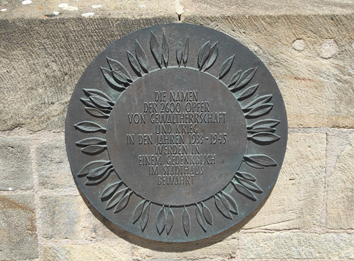 DIE NAMEN
DER 2600 OPFER
VON GEWALTHERRSCHAFT
UND KRIEG
IN DEN JAHREN 1933-1945
WERDEN IN
EINEM GEDENKBUCH
IM
BEWAHRT